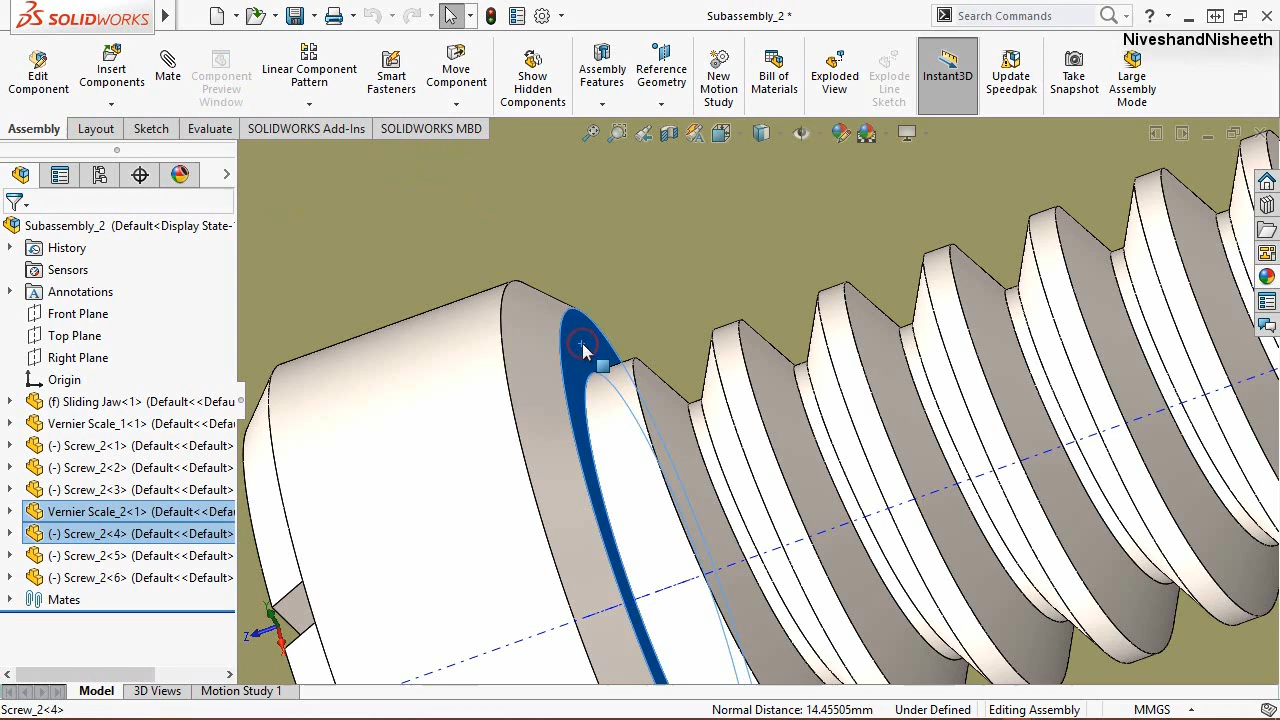 SOLIDWORKS
Subassembly_2 *
Search Commands
?
NiveshandNisheeth
Edit Component
Insert Components
Mate
Component Preview Window
Linear Component Pattern
Smart Fasteners
Move Component
Show Hidden Components
Assembly Features
Reference Geometry
New Motion Study
Bill of Materials
Exploded View
Explode Line Sketch
Instant3D
Update Speedpak
Take Snapshot
Large Assembly Mode
Assembly Layout Sketch Evaluate SOLIDWORKS Add-Ins SOLIDWORKS MBD
Subassembly_2 (Default<Display State-
History
Sensors
Annotations
Front Plane
Top Plane
Right Plane
Origin
(f) Sliding Jaw<1> (Default<<Defau
Vernier Scale_1<1> (Default<<Defa
(-) Screw_2<1> (Default<<Default>
(-) Screw_2<2> (Default<<Default>
(-) Screw_2<3> (Default<<Default>
Vernier Scale_2<1> (Default<<Defa
(-) Screw_2<4> (Default<<Default>
(-) Screw_2<5> (Default<<Default>
(-) Screw_2<6> (Default<<Default>
Mates
Y
Z
Model 3D Views Motion Study 1
Screw_2<4> Normal Distance: 14.45505mm Under Defined Editing Assembly MMGS